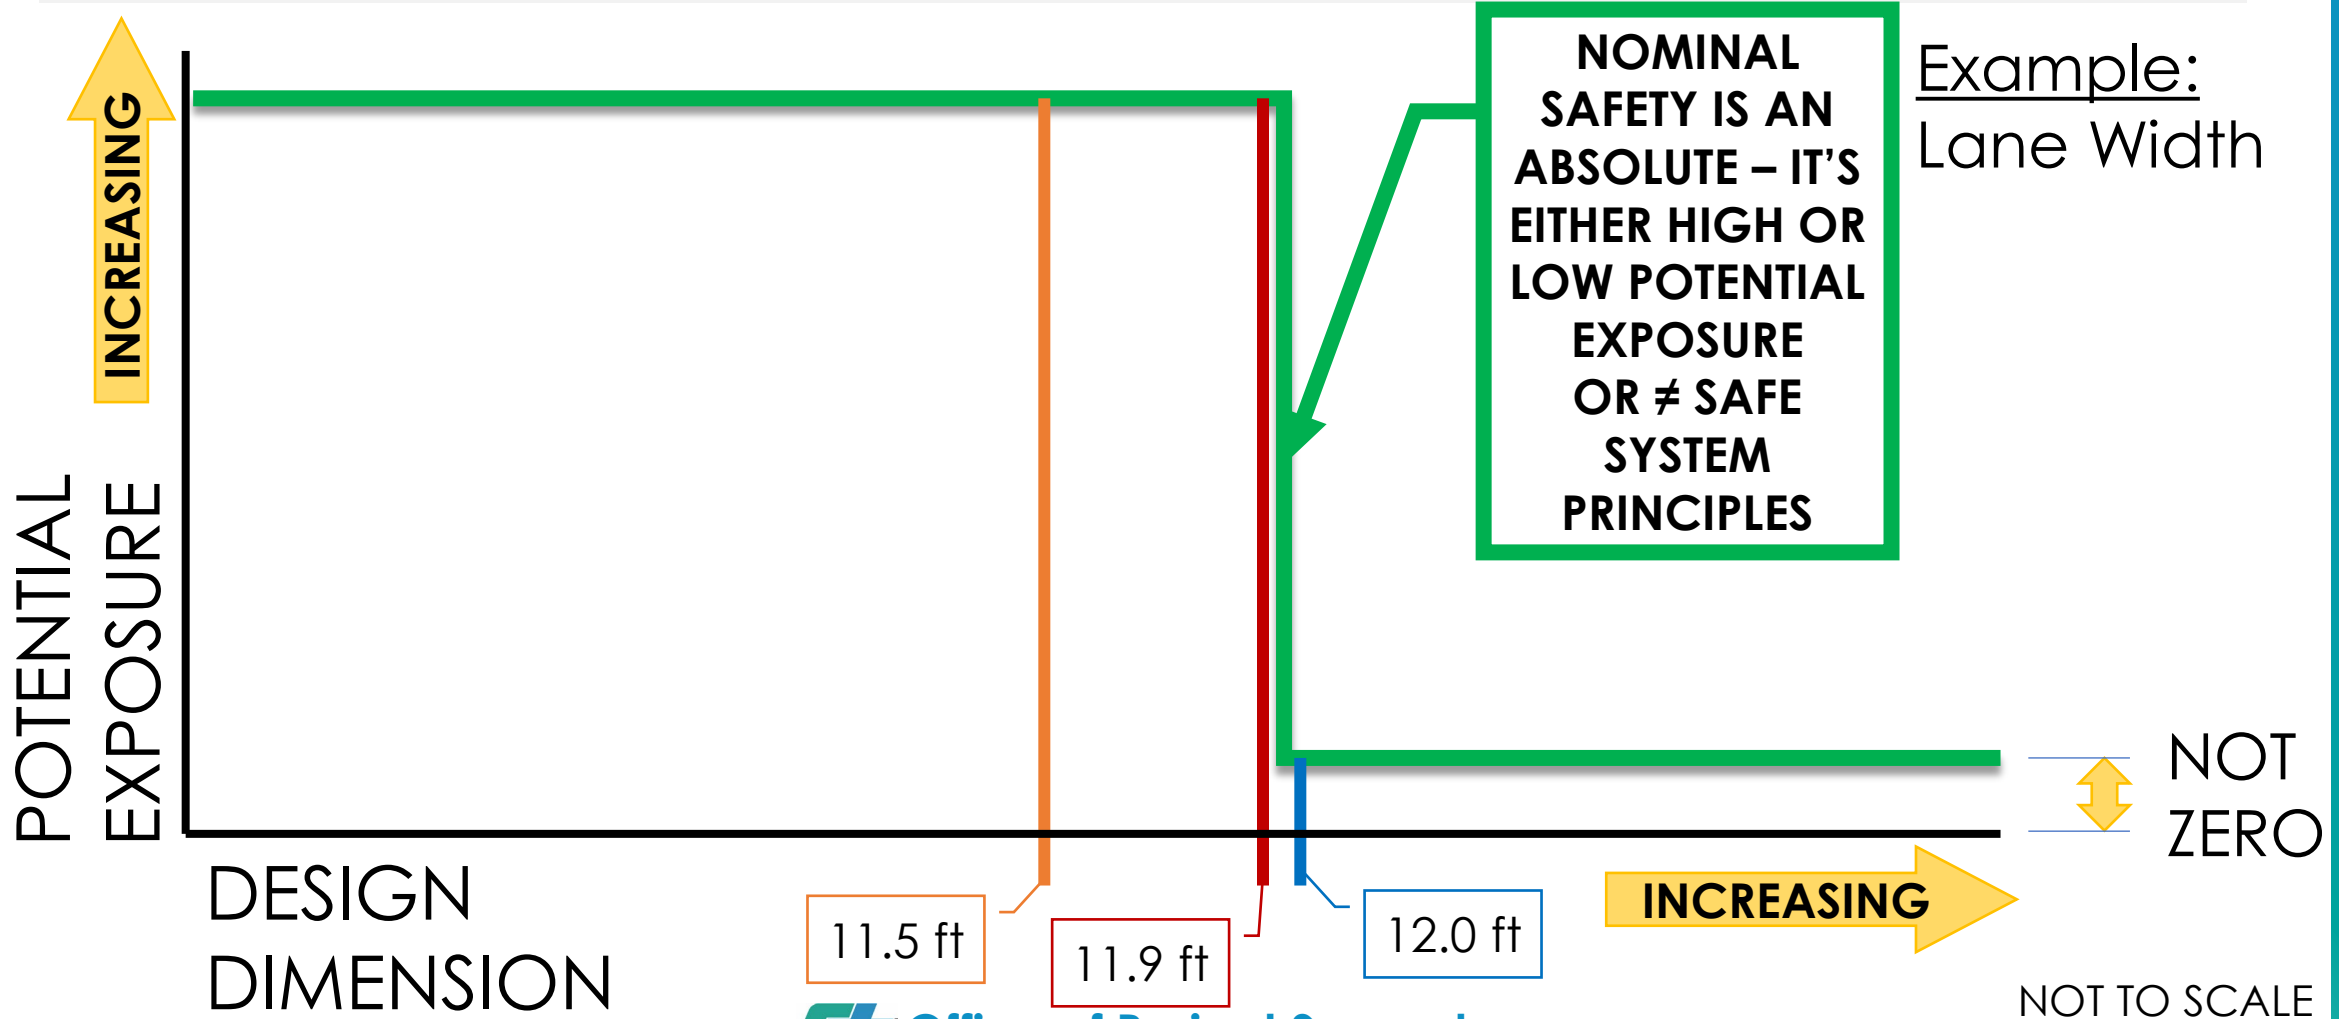 INCREASING
POTENTIAL
EXPOSURE
NOMINAL
SAFETY IS AN
ABSOLUTE – IT’S
EITHER HIGH OR
LOW POTENTIAL
EXPOSURE
OR ≠ SAFE
SYSTEM
PRINCIPLES
Example:
Lane Width
NOT
ZERO
DESIGN
DIMENSION
11.5 ft
11.9 ft
12.0 ft
INCREASING
NOT TO SCALE